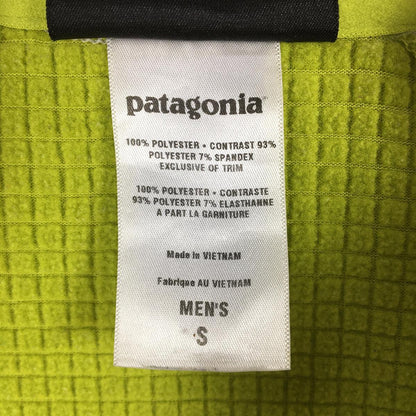 patagonia
100% POLYESTER • CONTRAST 93%
POLYESTER 7% SPANDEX
EXCLUSIVE OF TRIM
100% POLYESTER • CONTRASTE
93% POLYESTER 7% ELASTHANNE
A PART LA GARNITURE
Made in VIETNAM
Fabrique AU VIETNAM
MEN'S
S